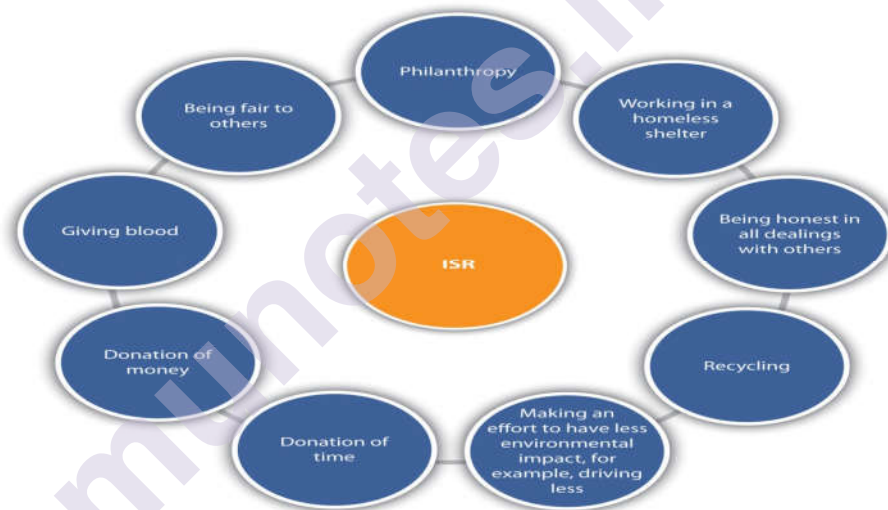 Philanthropy
Working in a
homeless
shelter
Being honest in
all dealings
with others
Recycling
Making an
effort to have less
environmental
impact, for
example, driving
less
Donation of
time
Donation of
money
Giving blood
Being fair to
others
ISR
munotes.in